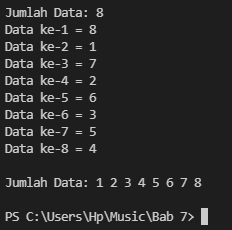 Jumlah Data: 8
Data ke-1 = 8
Data ke-2 = 1
Data ke-3 = 7
Data ke-4 = 2
Data ke-5 = 6
Data ke-6 = 3
Data ke-7 = 5
Data ke-8 = 4
Jumlah Data: 1 2 3 4 5 6 7 8
PS C:\Users\Hp\Music\Bab 7>